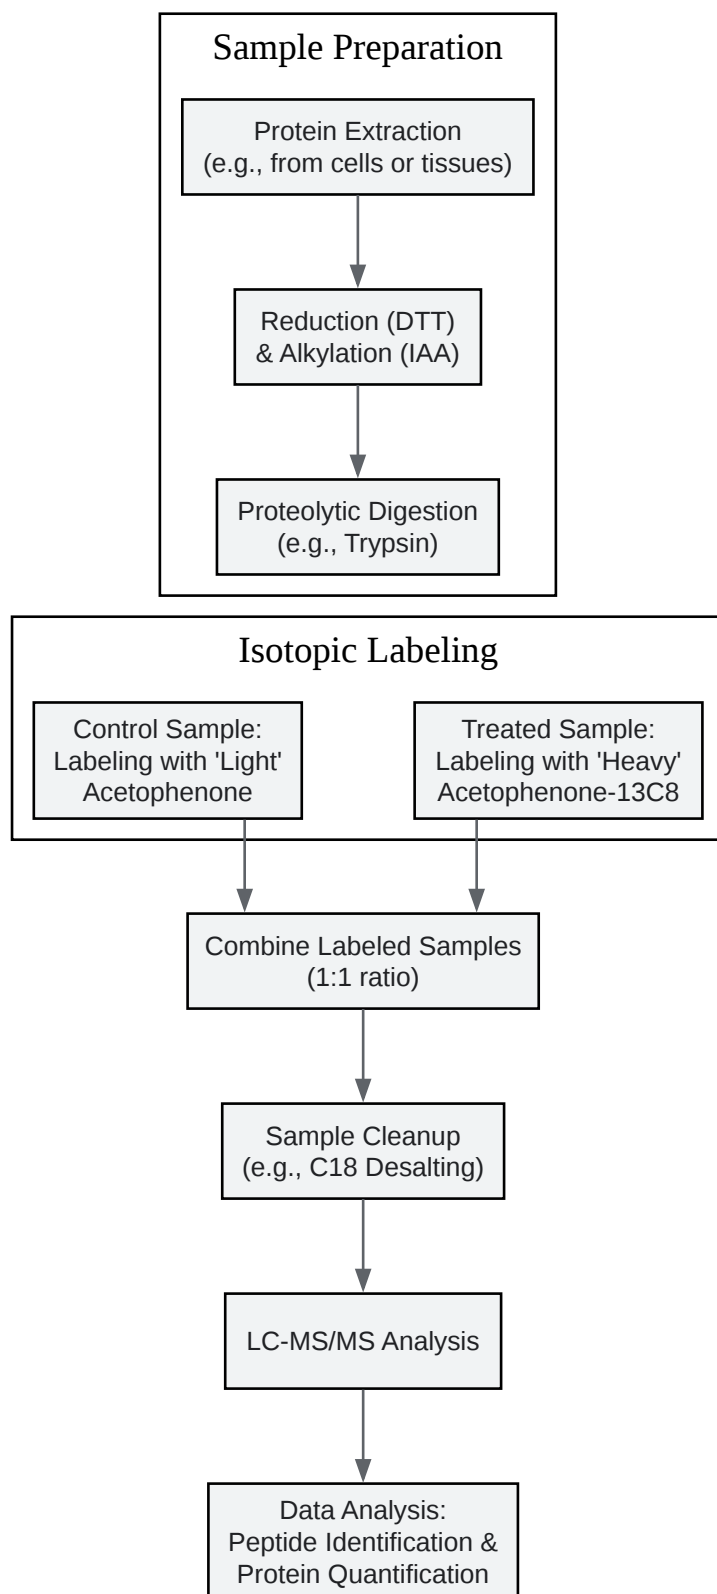 Sample Preparation
Protein Extraction
(e.g., from cells or tissues)
Reduction (DTT)
& Alkylation (IAA)
Proteolytic Digestion
(e.g., Trypsin)
Isotopic Labeling
Control Sample:
Labeling with 'Light'
Acetophenone
Treated Sample:
Labeling with 'Heavy'
Acetophenone-13C8
Combine Labeled Samples
(1:1 ratio)
Sample Cleanup
(e.g., C18 Desalting)
LC-MS/MS Analysis
Data Analysis:
Peptide Identification &
Protein Quantification